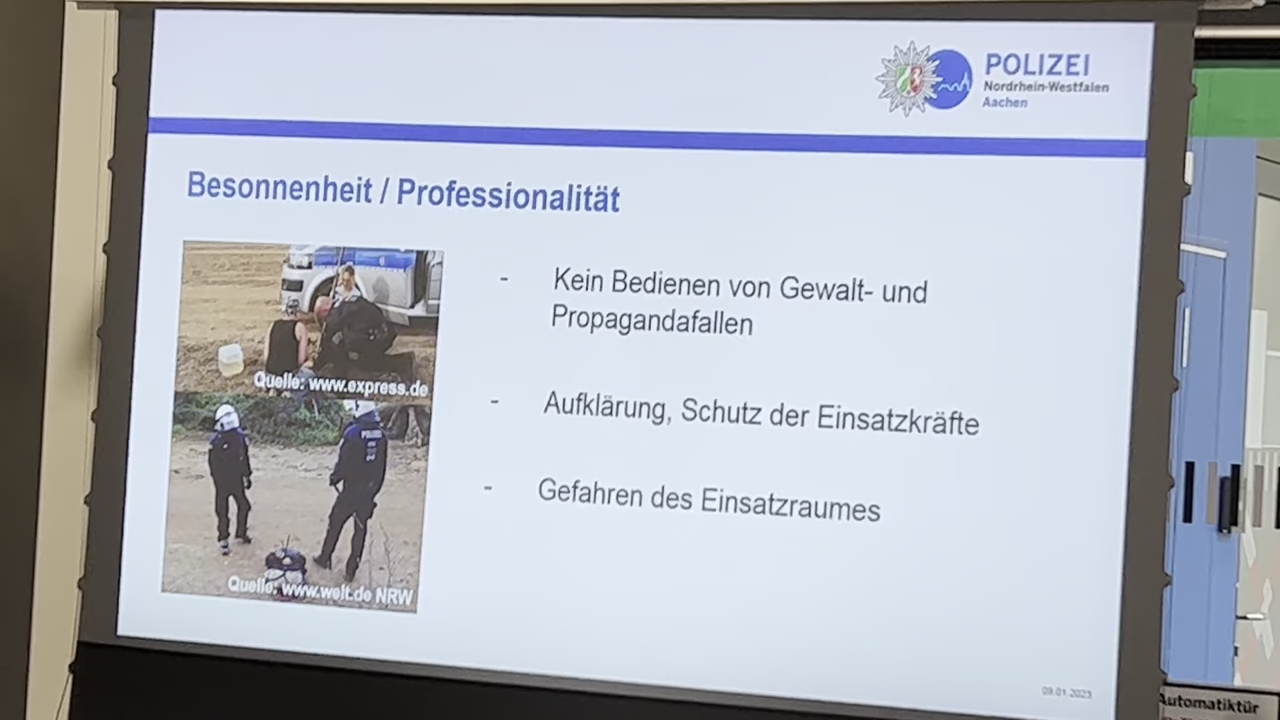 POLIZEI
Nordrhein-Westfalen
Aachen
Besonnenheit / Professionalität
- Kein Bedienen von Gewalt- und
Propagandafallen
- Aufklärung, Schutz der Einsatzkräfte
- Gefahren des Einsatzraumes
Quelle: www.express.de
POLIZEI
Quelle: www.welt.de NRW
09.01.2023
Automatiktür